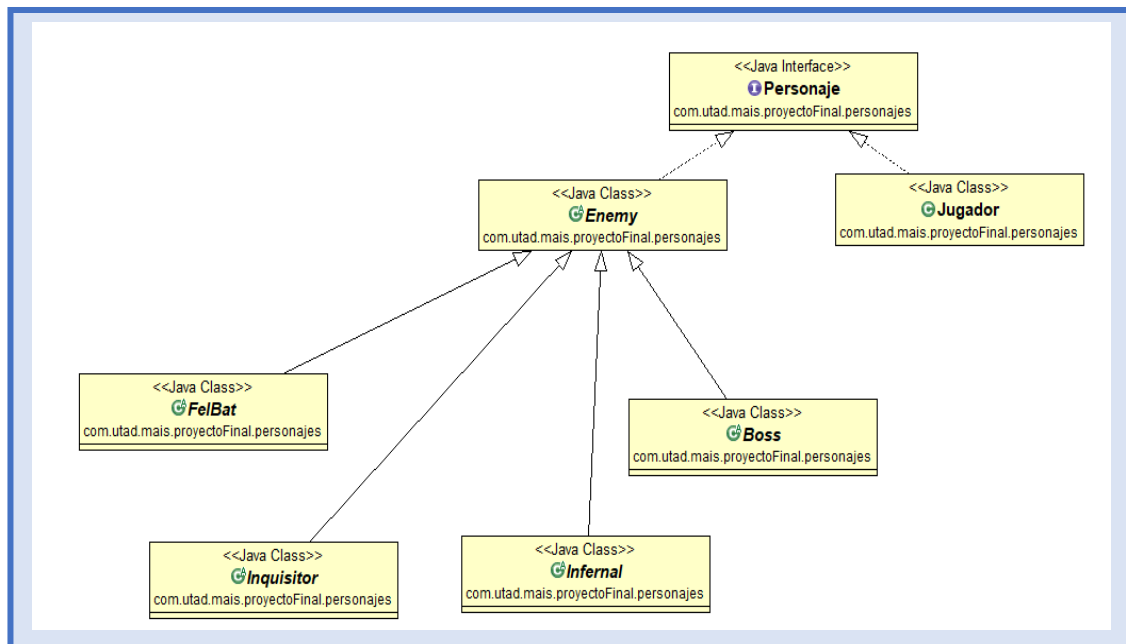 <<Java Interface>>
Personaje
com.utad.mais.proyectoFinal.personajes
<<Java Class>>
Enemy
com.utad.mais.proyectoFinal.personajes
<<Java Class>>
Jugador
com.utad.mais.proyectoFinal.personajes
<<Java Class>>
FelBat
com.utad.mais.proyectoFinal.personajes
<<Java Class>>
Boss
com.utad.mais.proyectoFinal.personajes
<<Java Class>>
Inquisitor
com.utad.mais.proyectoFinal.personajes
<<Java Class>>
Infernal
com.utad.mais.proyectoFinal.personajes